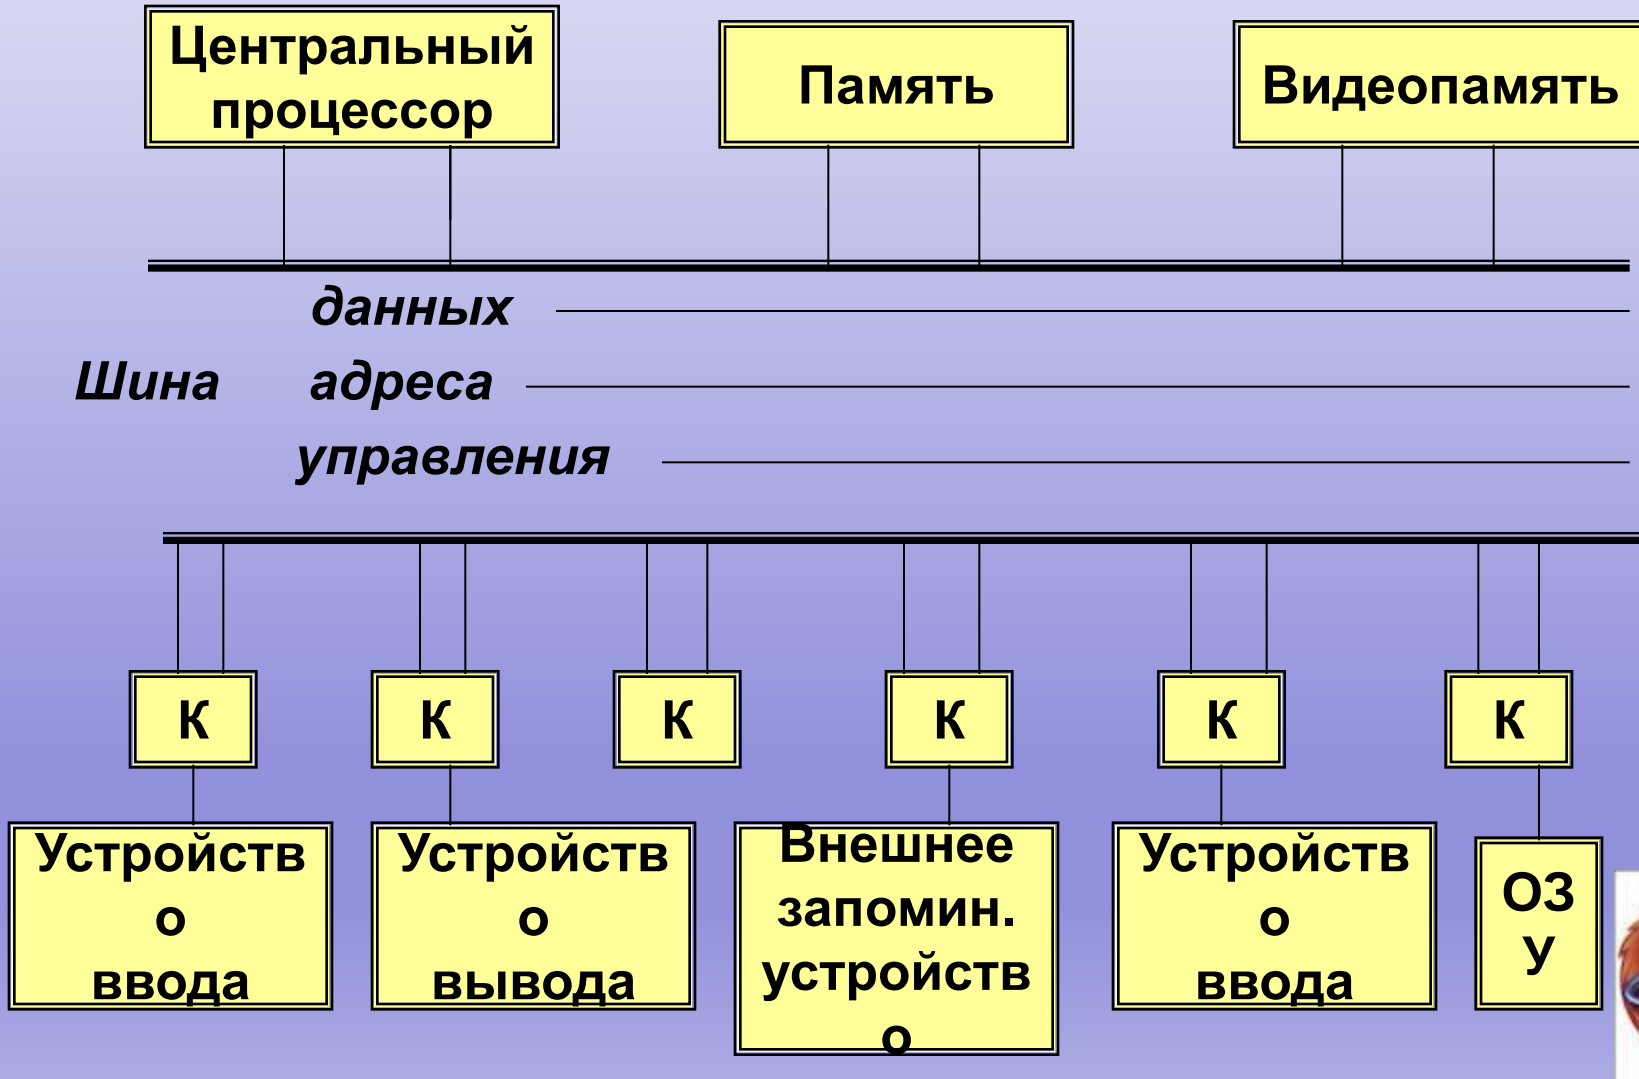 Центральный
процессор
Память
Видеопамять
данных
Шина адреса
управления
К
К
К
К
К
К
Устройств
о
ввода
Устройств
о
вывода
Внешнее
запомин.
устройств
о
Устройств
о
ввода
ОЗ
У